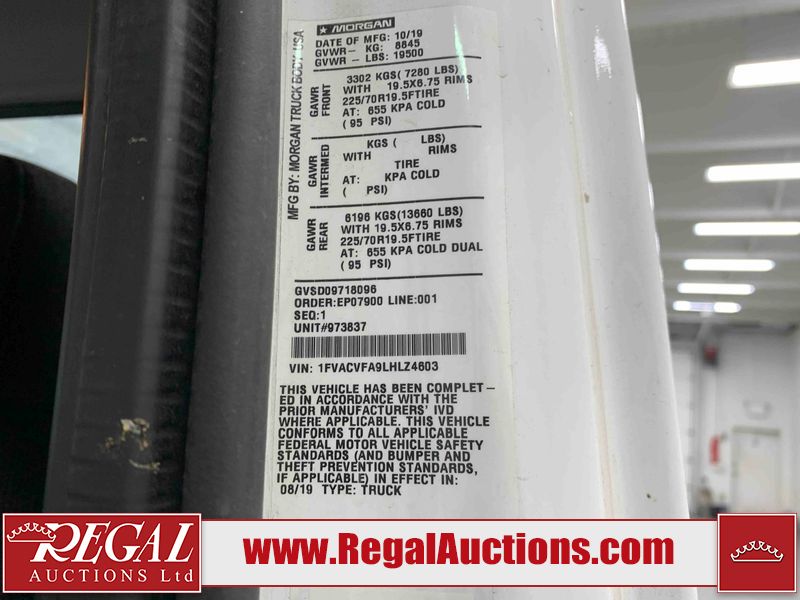 MORGAN
MFG BY: MORGAN TRUCK BODY USA
DATE OF MFG: 10/19
GVWR- KG: 8845
GVWR- LBS: 19500
GAWR FRONT
3302 KGS( 7280 LBS)
WITH 19.5X6.75 RIMS
225/70R19.5FTIRE
AT: 655 KPA COLD
( 95 PSI)
GAWR INTERMED
KGS ( LBS)
WITH RIMS
TIRE
AT: KPA COLD
( PSI)
GAWR REAR
6196 KGS(13660 LBS)
WITH 19.5X6.75 RIMS
225/70R19.5FTIRE
AT: 655 KPA COLD DUAL
( 95 PSI)
GVSD09718096
ORDER:EP07900 LINE:001
SEQ:1
UNIT#973837
VIN: 1FVACVFA9LHLZ4603
THIS VEHICLE HAS BEEN COMPLET-
ED IN ACCORDANCE WITH THE
PRIOR MANUFACTURERS' IVD
WHERE APPLICABLE. THIS VEHICLE
CONFORMS TO ALL APPLICABLE
FEDERAL MOTOR VEHICLE SAFETY
STANDARDS (AND BUMPER AND
THEFT PREVENTION STANDARDS,
IF APPLICABLE) IN EFFECT IN:
08/19 TYPE: TRUCK
REGAL
AUCTIONS Ltd
www.RegalAuctions.com